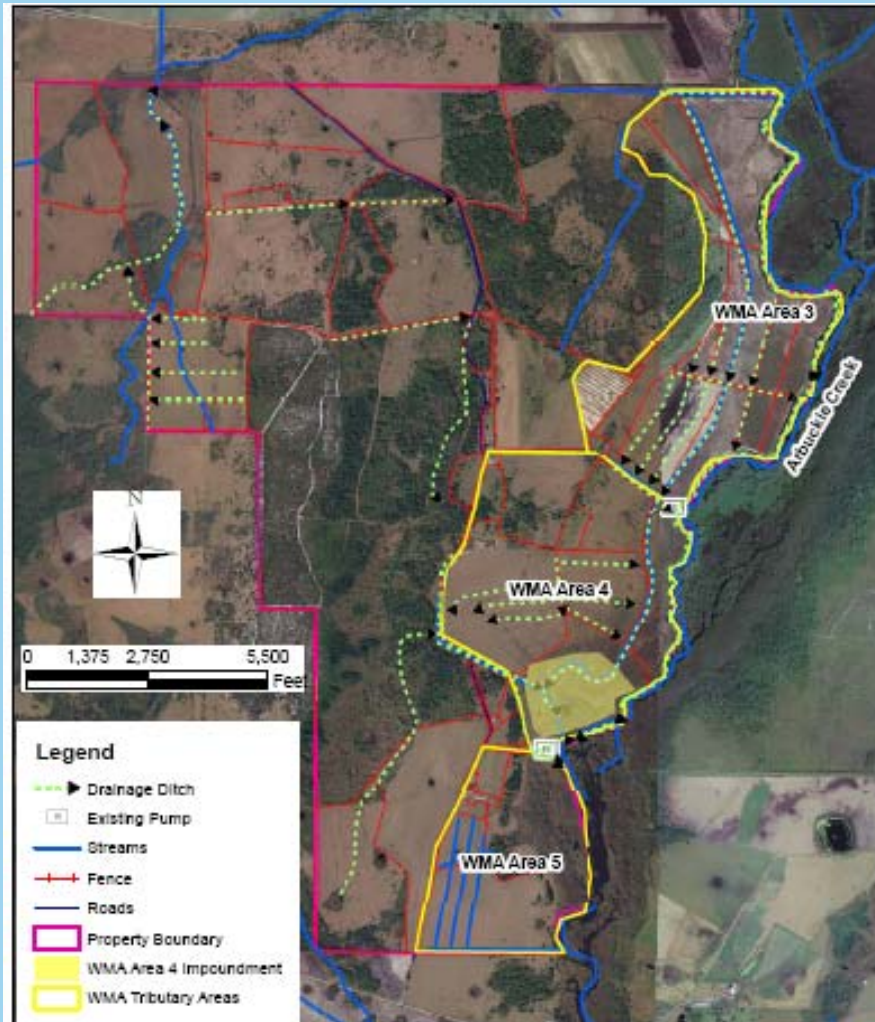 WMA Area 3
Arbuckle Creek
N
WMA Area 4
0 1,375 2,750 5,500
Feet
WMA Area 5
Legend
Drainage Ditch
Existing Pump
Streams
Fence
Roads
Property Boundary
WMA Area 4 Impoundment
WMA Tributary Areas